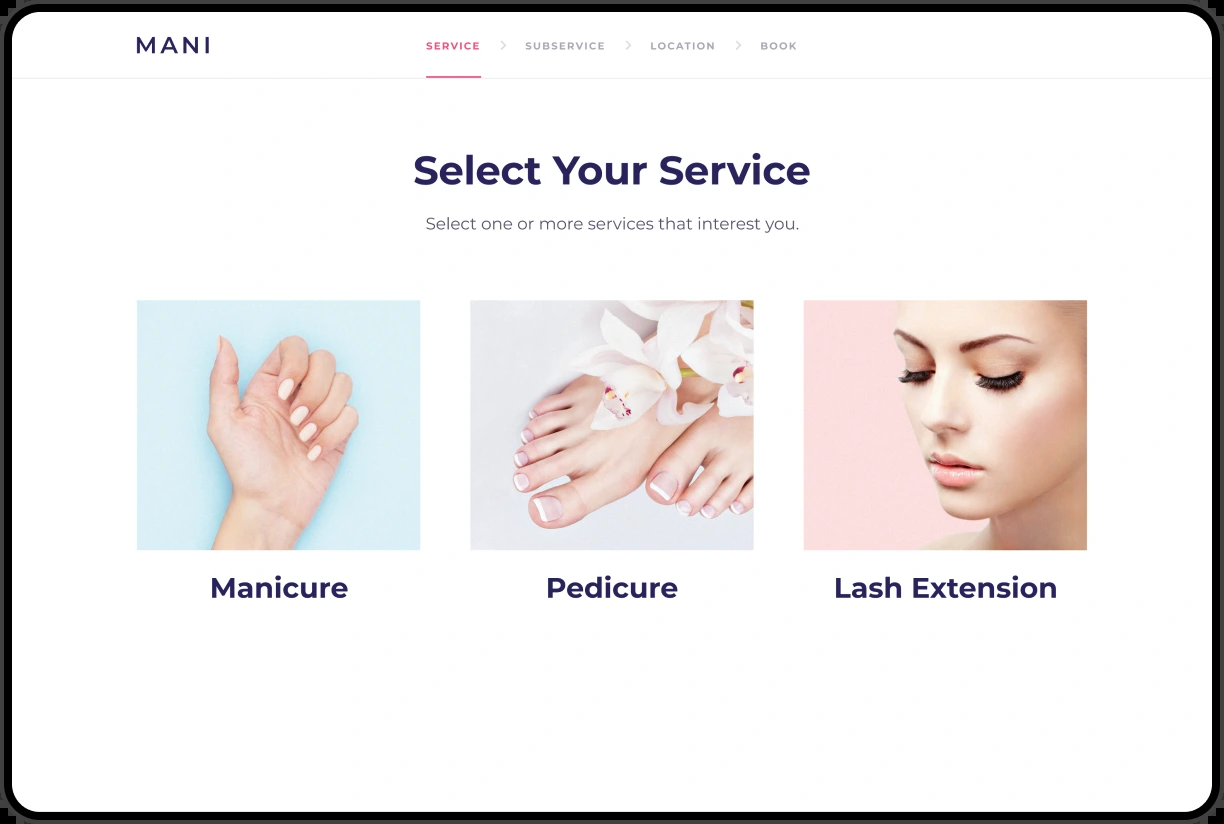 MANI
SERVICE > SUBSERVICE > LOCATION > BOOK
Select Your Service
Select one or more services that interest you.
Manicure
Pedicure
Lash Extension